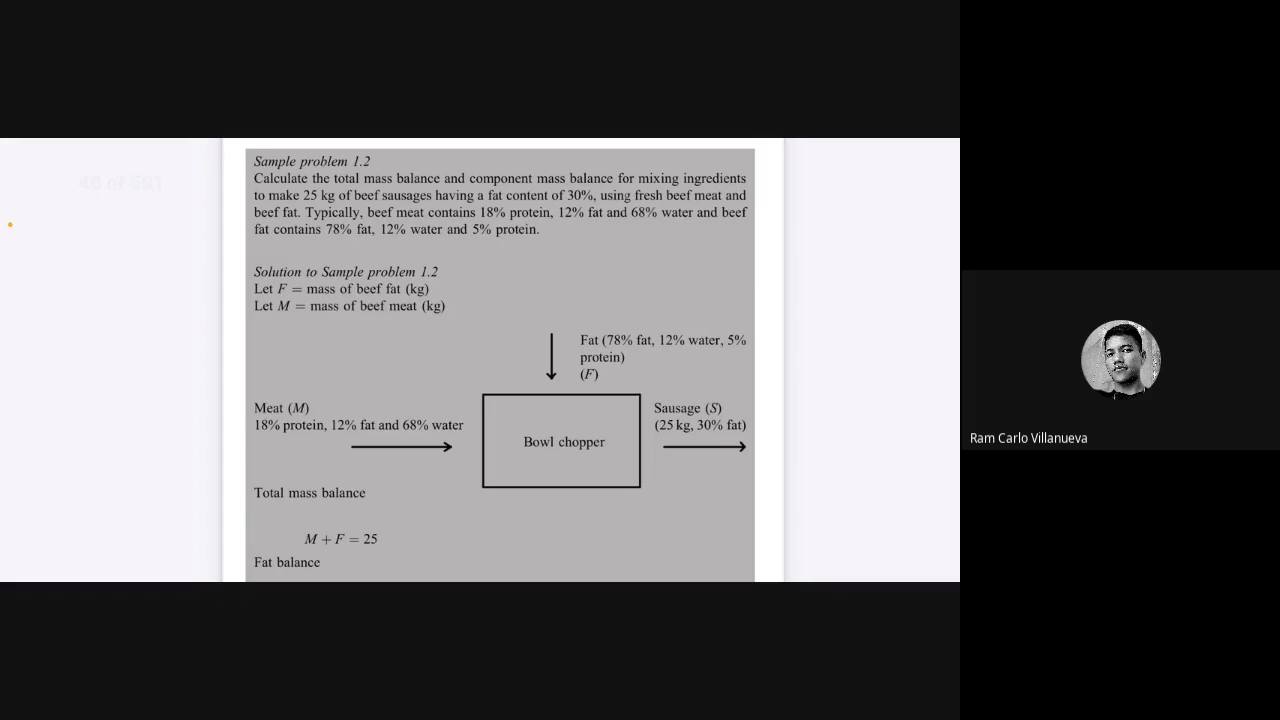 Sample problem 1.2
Calculate the total mass balance and component mass balance for mixing ingredients
to make 25 kg of beef sausages having a fat content of 30%, using fresh beef meat and
beef fat. Typically, beef meat contains 18% protein, 12% fat and 68% water and beef
fat contains 78% fat, 12% water and 5% protein.
Solution to Sample problem 1.2
Let F = mass of beef fat (kg)
Let M = mass of beef meat (kg)
Fat (78% fat, 12% water, 5%
protein)
(F)
Meat (M)
18% protein, 12% fat and 68% water
Bowl chopper
Sausage (S)
(25 kg, 30% fat)
Total mass balance
M + F = 25
Fat balance
Ram Carlo Villanueva